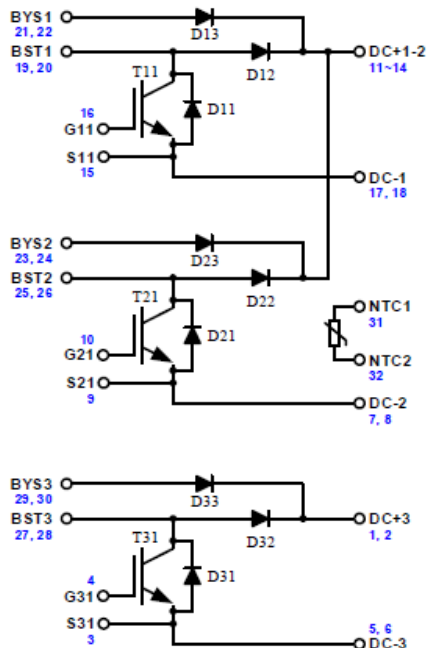 BYS1
21, 22
D13
BST1
19, 20
D12
DC+1-2
11~14
T11
D11
16
G11
S11
15
DC-1
17, 18
BYS2
23, 24
D23
BST2
25, 26
D22
T21
D21
NTC1
31
10
G21
NTC2
32
S21
9
DC-2
7, 8
BYS3
29, 30
D33
BST3
27, 28
D32
DC+3
1, 2
T31
D31
4
G31
S31
3
5, 6
DC-3